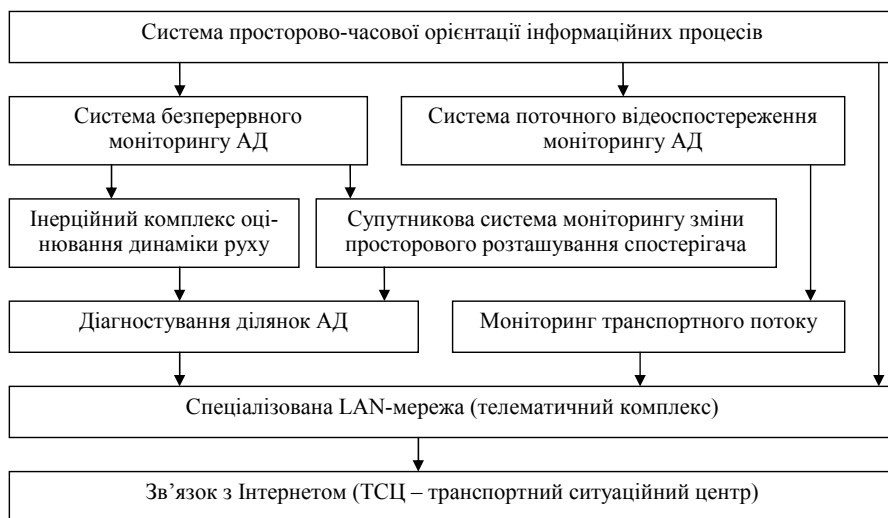 Система просторово-часової орієнтації інформаційних процесів
Система безперервного
моніторингу АД
Система поточного відеоспостереження
моніторингу АД
Інерційний комплекс оці-
нювання динаміки руху
Супутникова система моніторингу зміни
просторового розташування спостерігача
Діагностування ділянок АД
Моніторинг транспортного потоку
Спеціалізована LAN-мережа (телематичний комплекс)
Зв’язок з Інтернетом (ТСЦ – транспортний ситуаційний центр)